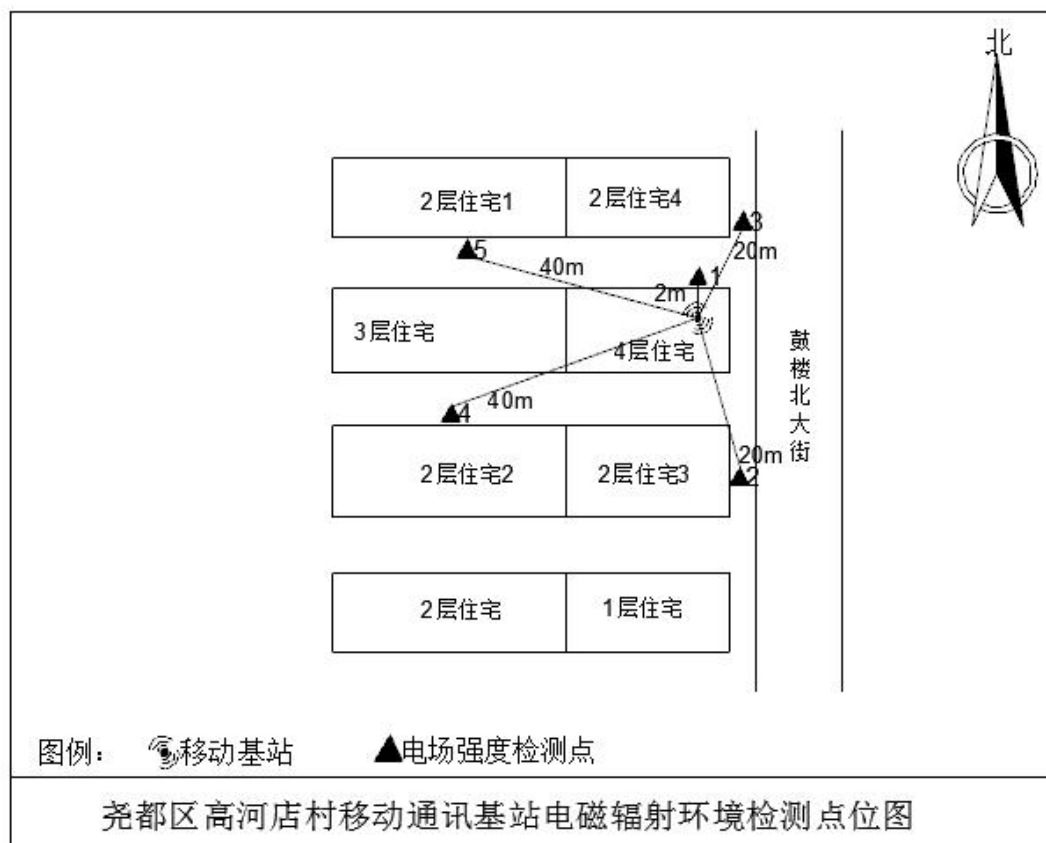 北
2层住宅1
2层住宅4
3
5
20m
40m
1
2m
3层住宅
4层住宅
鼓楼北大街
40m
4
20m
2层住宅2
2层住宅3
2
2层住宅
1层住宅
图例：
移动基站
电场强度检测点
尧都区高河店村移动通讯基站电磁辐射环境检测点位图